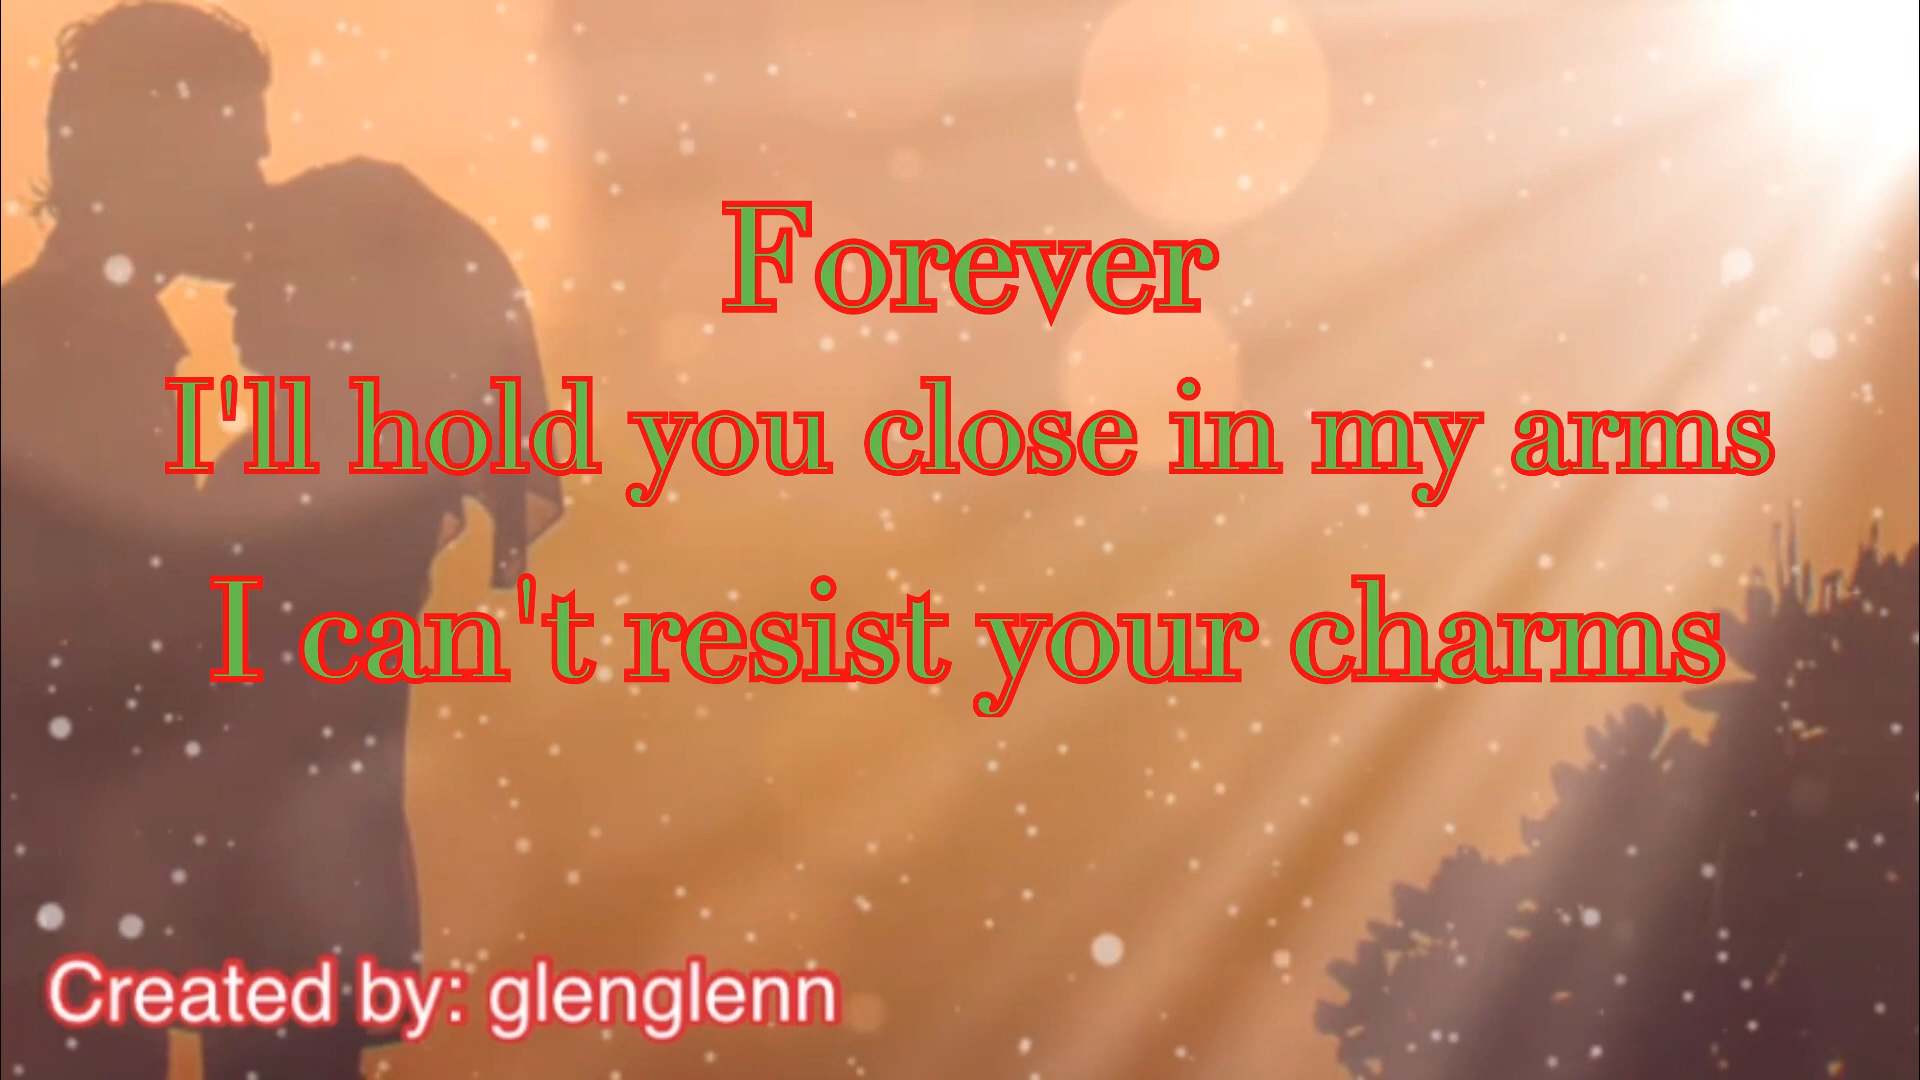 Forever
I'll hold you close in my arms
I can't resist your charms
Created by: glenglenn